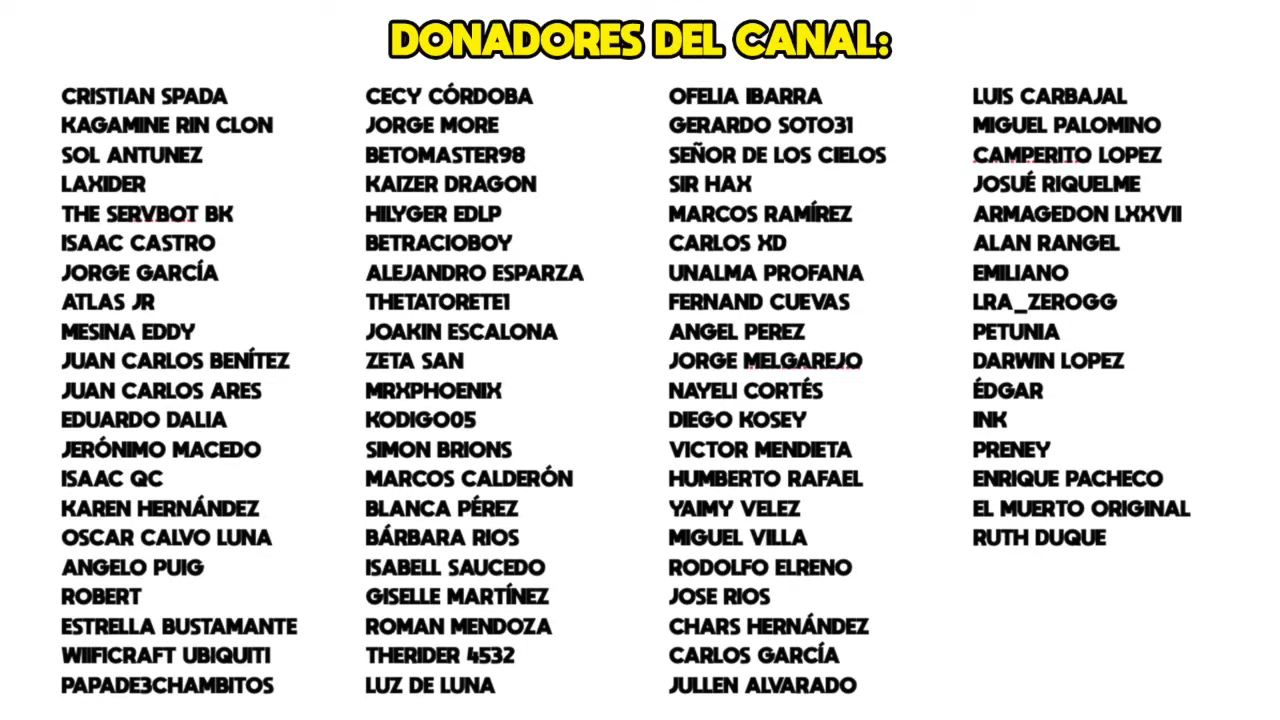 DONADORES DEL CANAL:
CRISTIAN SPADA
KAGAMINE RIN CLON
SOL ANTUNEZ
LAXIDER
THE SERVBOT BK
ISAAC CASTRO
JORGE GARCÍA
ATLAS JR
MESINA EDDY
JUAN CARLOS BENÍTEZ
JUAN CARLOS ARES
EDUARDO DALIA
JERÓNIMO MACEDO
ISAAC QC
KAREN HERNÁNDEZ
OSCAR CALVO LUNA
ANGELO PUIG
ROBERT
ESTRELLA BUSTAMANTE
WIIFICRAFT UBIQUITI
PAPADE3CHAMBITOS
CECY CÓRDOBA
JORGE MORE
BETOMASTER98
KAIZER DRAGON
HILYGER EDLP
BETRACIOBOY
ALEJANDRO ESPARZA
THETATORETE1
JOAKIN ESCALONA
ZETA SAN
MRXPHOENIX
KODIGO05
SIMON BRIONS
MARCOS CALDERÓN
BLANCA PÉREZ
BÁRBARA RIOS
ISABELL SAUCEDO
GISELLE MARTÍNEZ
ROMAN MENDOZA
THERIDER 4532
LUZ DE LUNA
OFELIA IBARRA
GERARDO SOTO31
SEÑOR DE LOS CIELOS
SIR HAX
MARCOS RAMÍREZ
CARLOS XD
UNALMA PROFANA
FERNAND CUEVAS
ANGEL PEREZ
JORGE MELGAREJO
NAYELI CORTÉS
DIEGO KOSEY
VICTOR MENDIETA
HUMBERTO RAFAEL
YAIMY VELEZ
MIGUEL VILLA
RODOLFO ELRENO
JOSE RIOS
CHARS HERNÁNDEZ
CARLOS GARCÍA
JULLEN ALVARADO
LUIS CARBAJAL
MIGUEL PALOMINO
CAMPERITO LOPEZ
JOSUÉ RIQUELME
ARMAGEDON LXXVII
ALAN RANGEL
EMILIANO
LRA_ZEROGG
PETUNIA
DARWIN LOPEZ
ÉDGAR
INK
PRENEY
ENRIQUE PACHECO
EL MUERTO ORIGINAL
RUTH DUQUE